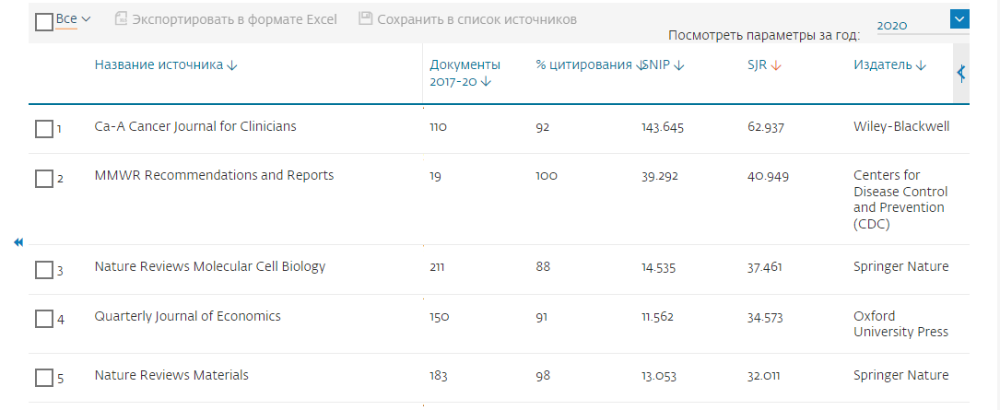 Все Экспортировать в формате Excel Сохранить в список источников
Посмотреть параметры за год: 2020
Название источника Документы 2017-20 % цитирования SNIP SJR Издатель
1 Ca-A Cancer Journal for Clinicians 110 92 143.645 62.937 Wiley-Blackwell
2 MMWR Recommendations and Reports 19 100 39.292 40.949 Centers for
Disease Control
and Prevention
(CDC)
3 Nature Reviews Molecular Cell Biology 211 88 14.535 37.461 Springer Nature
4 Quarterly Journal of Economics 150 91 11.562 34.573 Oxford
University Press
5 Nature Reviews Materials 183 98 13.053 32.011 Springer Nature